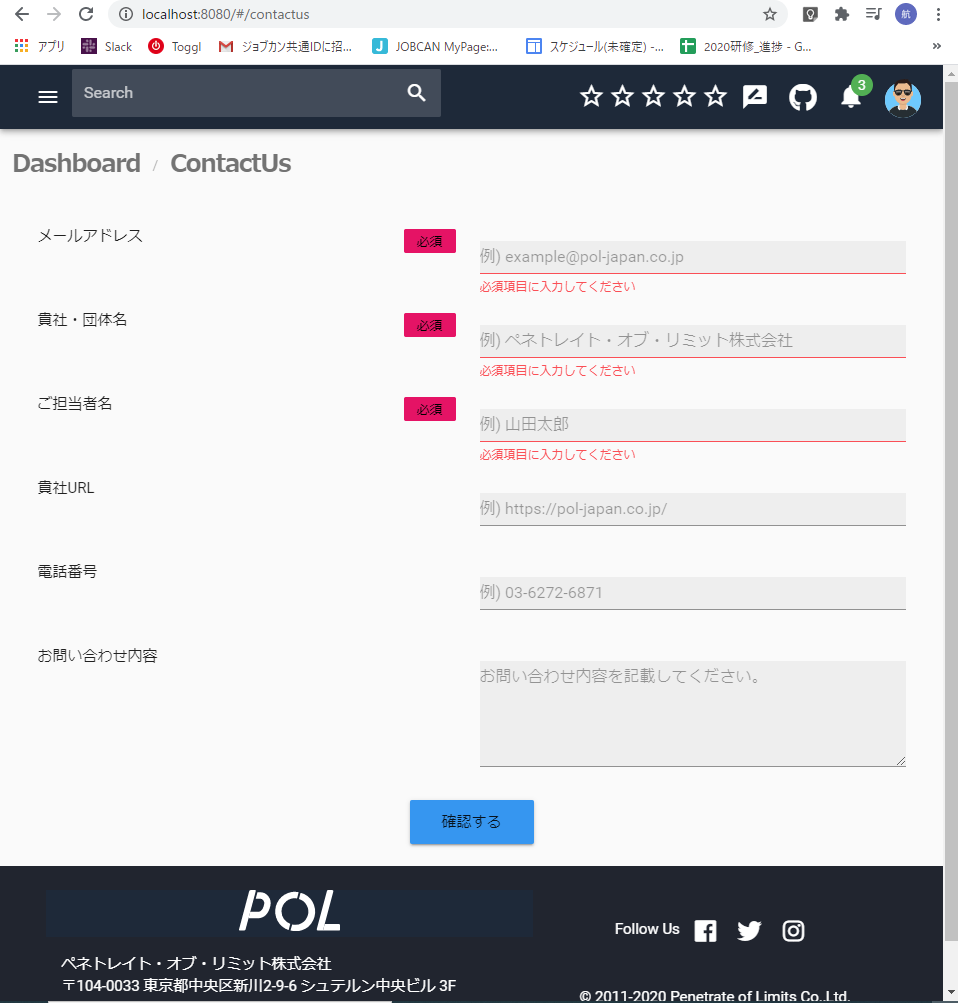 localhost:8080/#/contactus
航
アプリ Slack Toggl ジョブカン共通IDに招... JOBCAN MyPage:... スケジュール(未確定) -... 2020研修_進捗 - G... »
Search
3
Dashboard / ContactUs
メールアドレス 必須
例) example@pol-japan.co.jp
必須項目に入力してください
貴社・団体名 必須
例) ペネトレイト・オブ・リミット株式会社
必須項目に入力してください
ご担当者名 必須
例) 山田太郎
必須項目に入力してください
貴社URL
例) https://pol-japan.co.jp/
電話番号
例) 03-6272-6871
お問い合わせ内容
お問い合わせ内容を記載してください。
確認する
POL
Follow Us
ペネトレイト・オブ・リミット株式会社
〒104-0033 東京都中央区新川2-9-6 シュテルン中央ビル 3F
© 2011-2020 Penetrate of Limits Co.,Ltd.